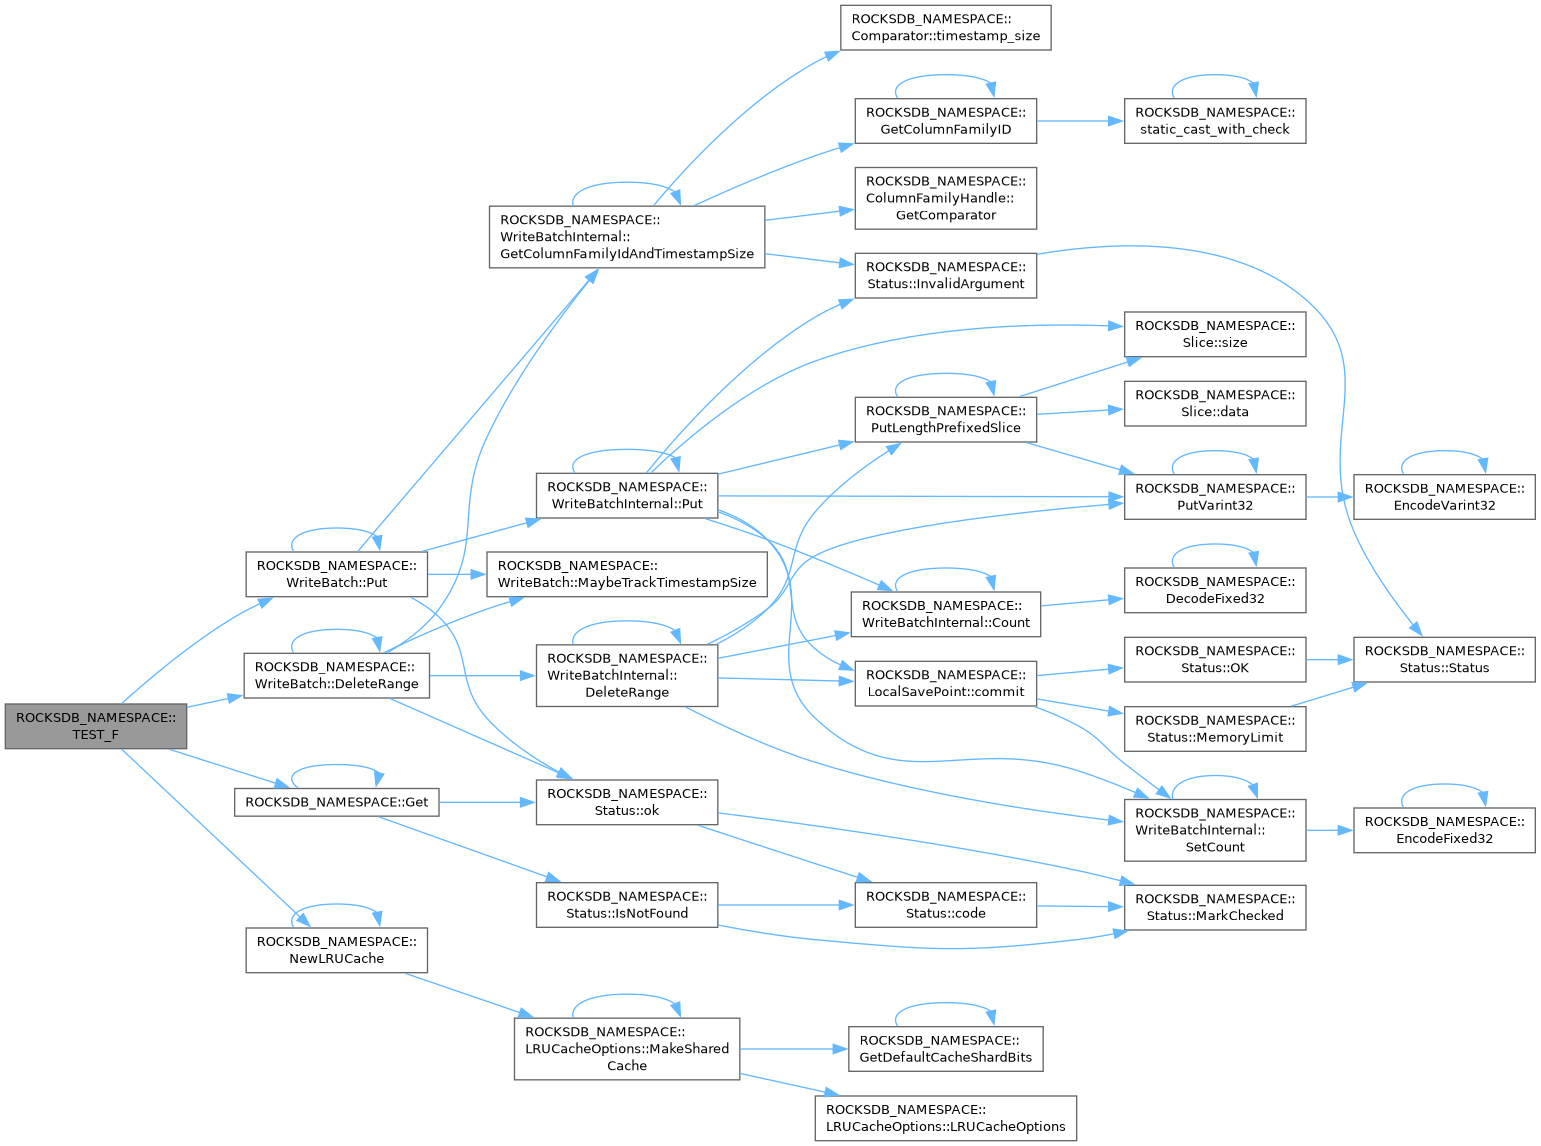 ROCKSDB_NAMESPACE::
TEST_F
ROCKSDB_NAMESPACE::
WriteBatch::Put
ROCKSDB_NAMESPACE::
WriteBatch::DeleteRange
ROCKSDB_NAMESPACE::Get
ROCKSDB_NAMESPACE::
NewLRUCache
ROCKSDB_NAMESPACE::
WriteBatchInternal::
GetColumnFamilyIdAndTimestampSize
ROCKSDB_NAMESPACE::
WriteBatchInternal::Put
ROCKSDB_NAMESPACE::
WriteBatch::MaybeTrackTimestampSize
ROCKSDB_NAMESPACE::
WriteBatchInternal::
DeleteRange
ROCKSDB_NAMESPACE::
Status::ok
ROCKSDB_NAMESPACE::
Status::IsNotFound
ROCKSDB_NAMESPACE::
LRUCacheOptions::MakeShared
Cache
ROCKSDB_NAMESPACE::
Comparator::timestamp_size
ROCKSDB_NAMESPACE::
GetColumnFamilyID
ROCKSDB_NAMESPACE::
ColumnFamilyHandle::
GetComparator
ROCKSDB_NAMESPACE::
Status::InvalidArgument
ROCKSDB_NAMESPACE::
PutLengthPrefixedSlice
ROCKSDB_NAMESPACE::
WriteBatchInternal::Count
ROCKSDB_NAMESPACE::
LocalSavePoint::commit
ROCKSDB_NAMESPACE::
Status::code
ROCKSDB_NAMESPACE::
GetDefaultCacheShardBits
ROCKSDB_NAMESPACE::
LRUCacheOptions::LRUCacheOptions
ROCKSDB_NAMESPACE::
static_cast_with_check
ROCKSDB_NAMESPACE::
Slice::size
ROCKSDB_NAMESPACE::
Slice::data
ROCKSDB_NAMESPACE::
PutVarint32
ROCKSDB_NAMESPACE::
DecodeFixed32
ROCKSDB_NAMESPACE::
Status::OK
ROCKSDB_NAMESPACE::
Status::MemoryLimit
ROCKSDB_NAMESPACE::
WriteBatchInternal::
SetCount
ROCKSDB_NAMESPACE::
Status::MarkChecked
ROCKSDB_NAMESPACE::
EncodeVarint32
ROCKSDB_NAMESPACE::
Status::Status
ROCKSDB_NAMESPACE::
EncodeFixed32